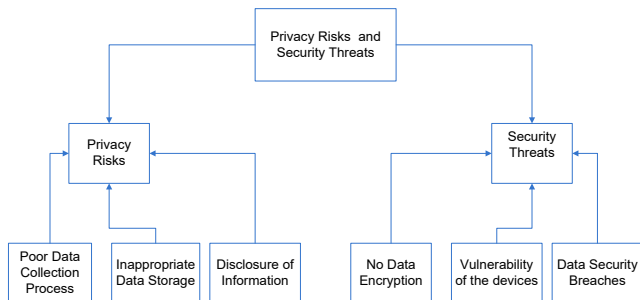 Privacy Risks and
Security Threats
Privacy
Risks
Security
Threats
Poor Data
Collection
Process
Inappropriate
Data Storage
Disclosure of
Information
No Data
Encryption
Vulnerability
of the devices
Data Security
Breaches